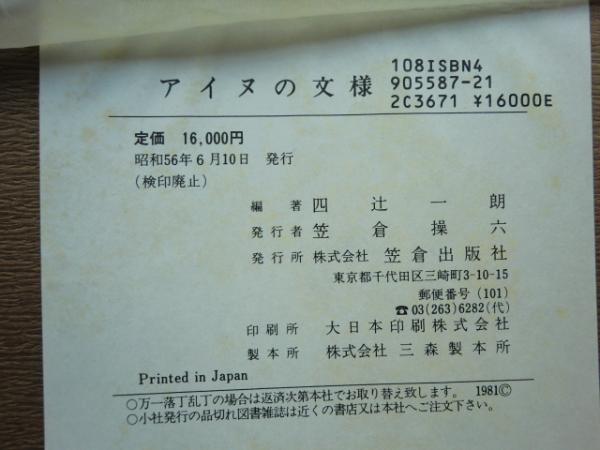 アイヌの文様
108ISBN4
905587-21
2C3671 ¥16000E
定価 16,000円
昭和56年6月10日 発行
(検印廃止)
編著 四辻一朗
発行者 笠倉操六
発行所 株式会社 笠倉出版社
東京都千代田区三崎町3-10-15
郵便番号(101)
☎03(263)6282(代)
印刷所 大日本印刷株式会社
製本所 株式会社 三森製本所
Printed in Japan
○万一落丁乱丁の場合は返済次第本社でお取り替え致します。 1981©
○小社発行の品切れ図書雑誌は近くの書店又は本社へご注文下さい。